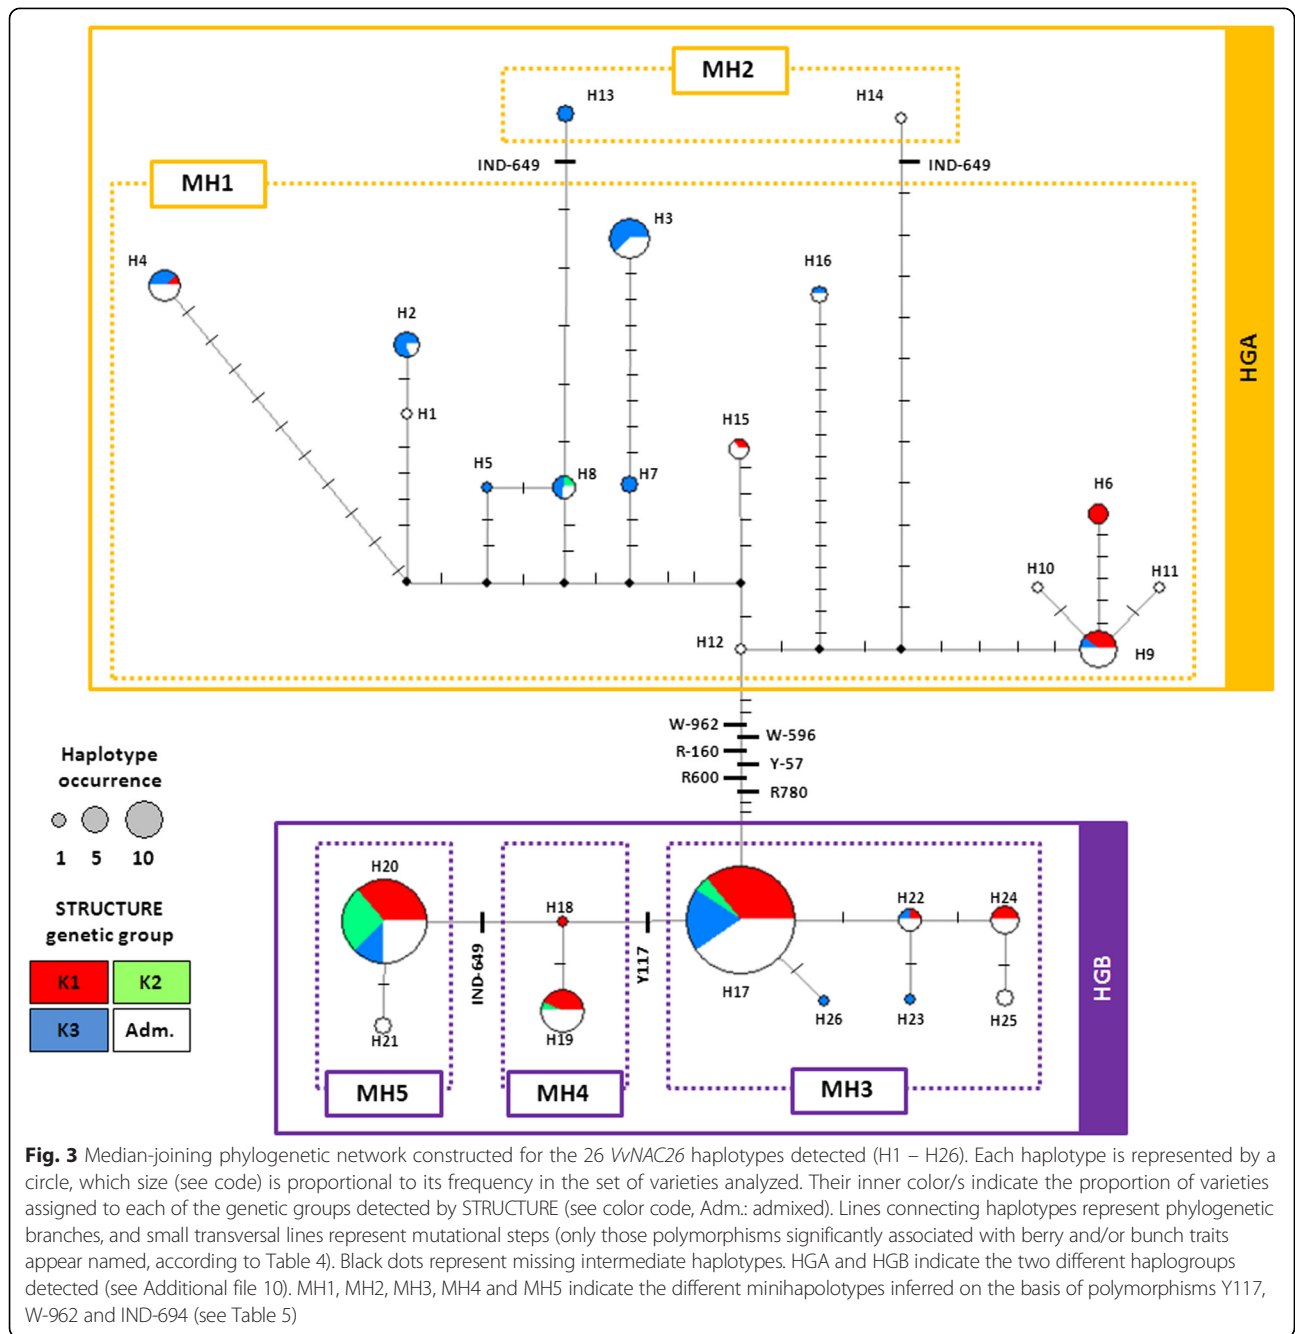 MH2
H13
H14
IND-649
IND-649
MH1
H3
H4
H16
H2
H1
H15
H5
H8
H7
H6
H10
H11
H12
H9
HGA
W-962
W-596
R-160
Y-57
R600
R780
Haplotype
occurrence
1 5 10
STRUCTURE
genetic group
K1 K2
K3 Adm.
H20
H18
H22
H24
IND-649
Y117
H17
H26
H23
H25
H21
H19
HGB
MH5
MH4
MH3
Fig. 3 Median-joining phylogenetic network constructed for the 26 VvNAC26 haplotypes detected (H1 – H26). Each haplotype is represented by a
circle, which size (see code) is proportional to its frequency in the set of varieties analyzed. Their inner color/s indicate the proportion of varieties
assigned to each of the genetic groups detected by STRUCTURE (see color code, Adm.: admixed). Lines connecting haplotypes represent phylogenetic
branches, and small transversal lines represent mutational steps (only those polymorphisms significantly associated with berry and/or bunch traits
appear named, according to Table 4). Black dots represent missing intermediate haplotypes. HGA and HGB indicate the two different haplogroups
detected (see Additional file 10). MH1, MH2, MH3, MH4 and MH5 indicate the different minihapolotypes inferred on the basis of polymorphisms Y117,
W-962 and IND-694 (see Table 5)